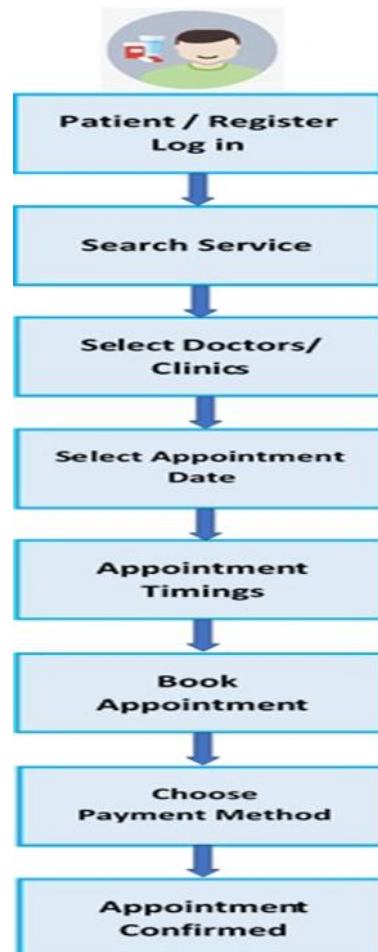 Patient / Register
Log in
Search Service
Select Doctors/
Clinics
Select Appointment
Date
Appointment
Timings
Book
Appointment
Choose
Payment Method
Appointment
Confirmed